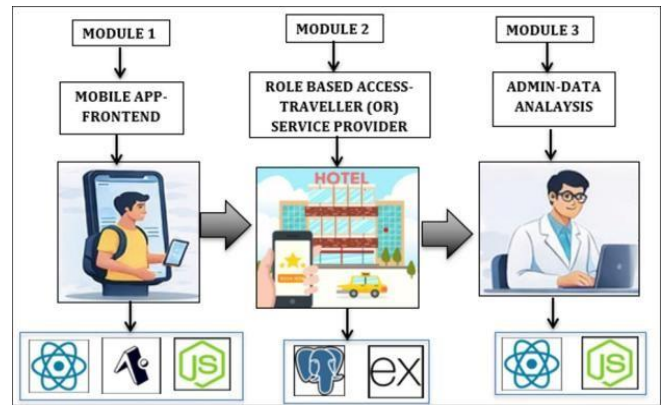 MODULE 1
MOBILE APP-
FRONTEND
MODULE 2
ROLE BASED ACCESS-
TRAVELLER (OR)
SERVICE PROVIDER
MODULE 3
ADMIN-DATA
ANALAYSIS
HOTEL
JS
ex
JS